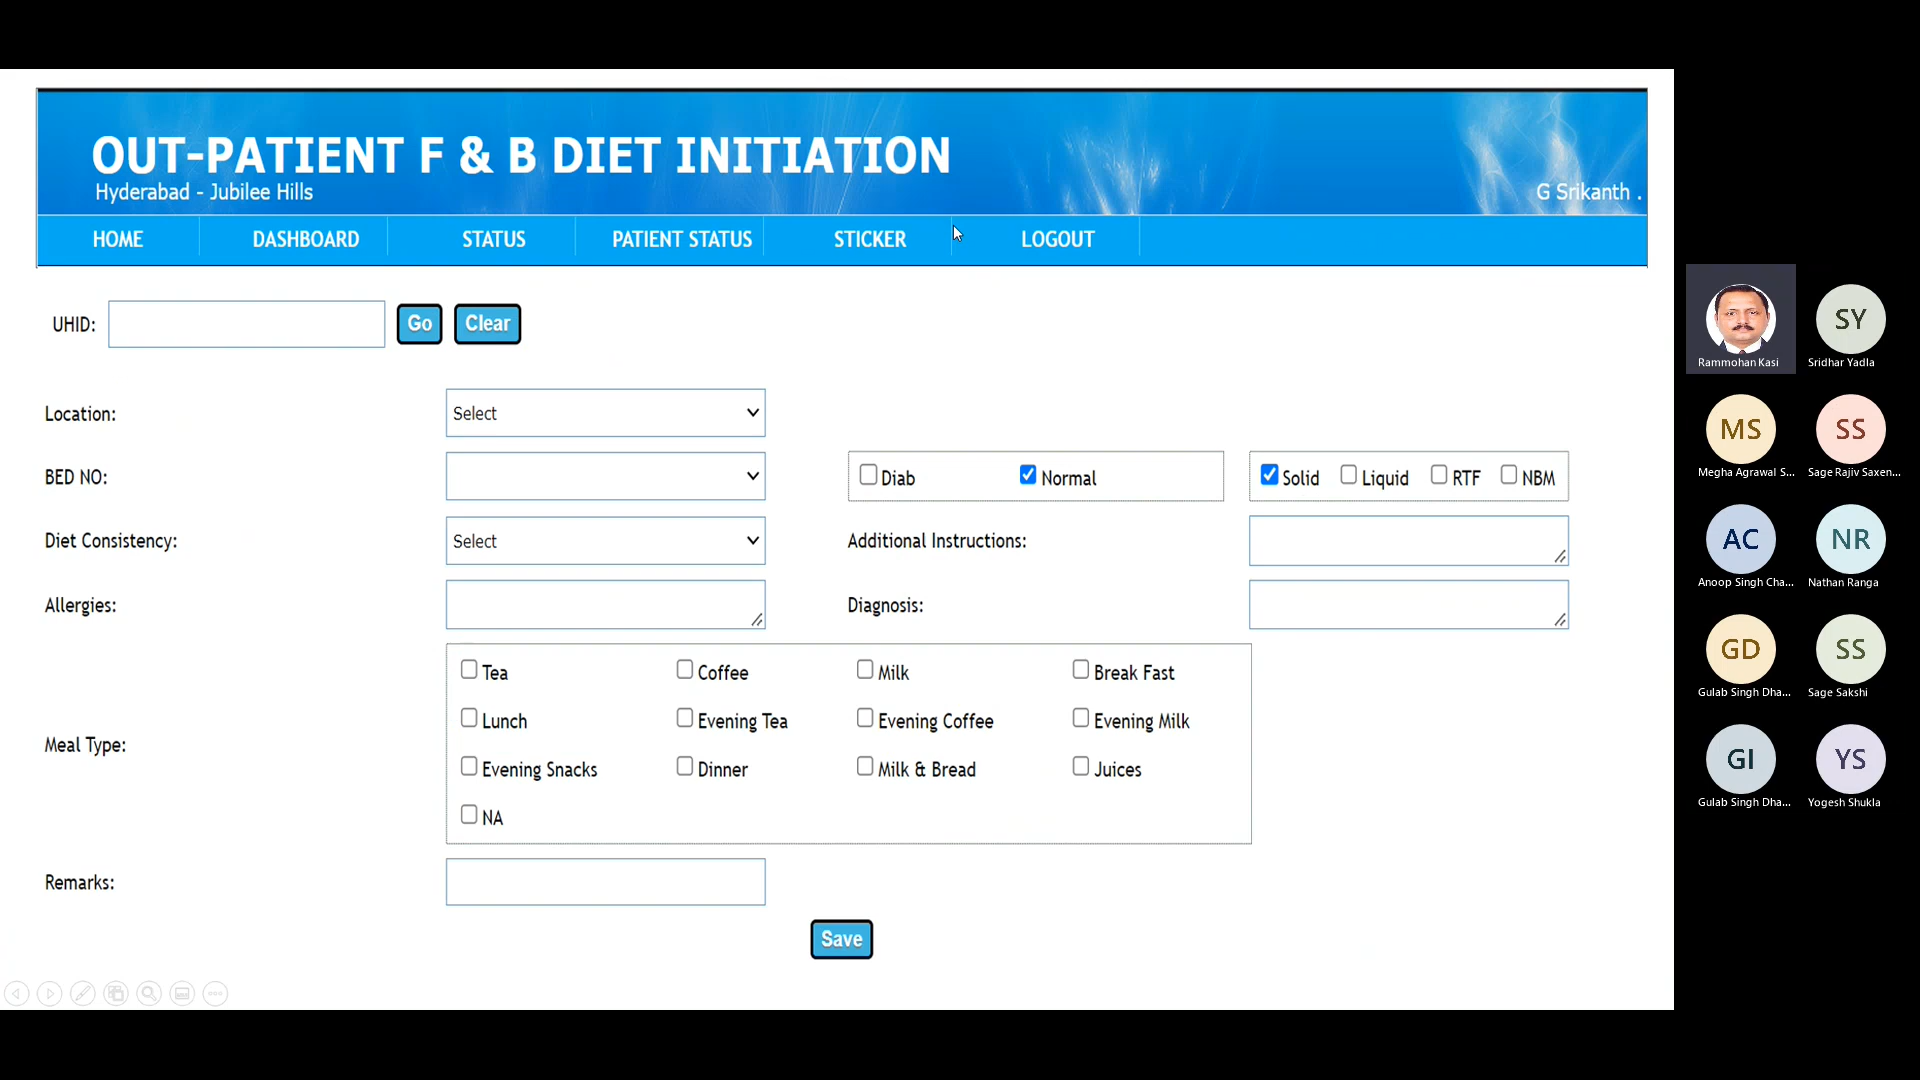 OUT-PATIENT F & B DIET INITIATION
Hyderabad - Jubilee Hills
G Srikanth .
HOME DASHBOARD STATUS PATIENT STATUS STICKER LOGOUT
UHID: Go Clear
Location: Select
BED NO: Diab Normal Solid Liquid RTF NBM
Diet Consistency: Select Additional Instructions:
Allergies: Diagnosis:
Meal Type:
Tea Coffee Milk Break Fast
Lunch Evening Tea Evening Coffee Evening Milk
Evening Snacks Dinner Milk & Bread Juices
NA
Remarks:
Save
Rammohan Kasi
SY
Sridhar Yadla
MS
Megha Agrawal S...
SS
Sage Rajiv Saxen...
AC
Anoop Singh Cha...
NR
Nathan Ranga
GD
Gulab Singh Dha...
SS
Sage Sakshi
GI
Gulab Singh Dha...
YS
Yogesh Shukla